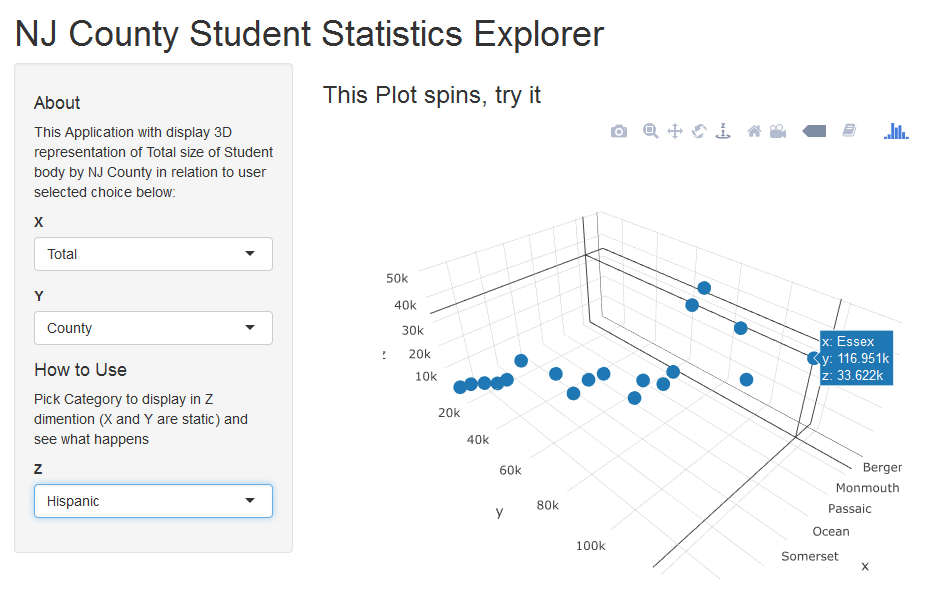 NJ County Student Statistics Explorer
About
This Application with display 3D
representation of Total size of Student
body by NJ County in relation to user
selected choice below:
X
Total
Y
County
How to Use
Pick Category to display in Z
dimention (X and Y are static) and
see what happens
Z
Hispanic
This Plot spins, try it
z
50k
40k
30k
20k
10k
z
20k
40k
60k
80k
100k
y
x: Essex
y: 116.951k
z: 33.622k
Bergen
Monmouth
Passaic
Ocean
Somerset
x